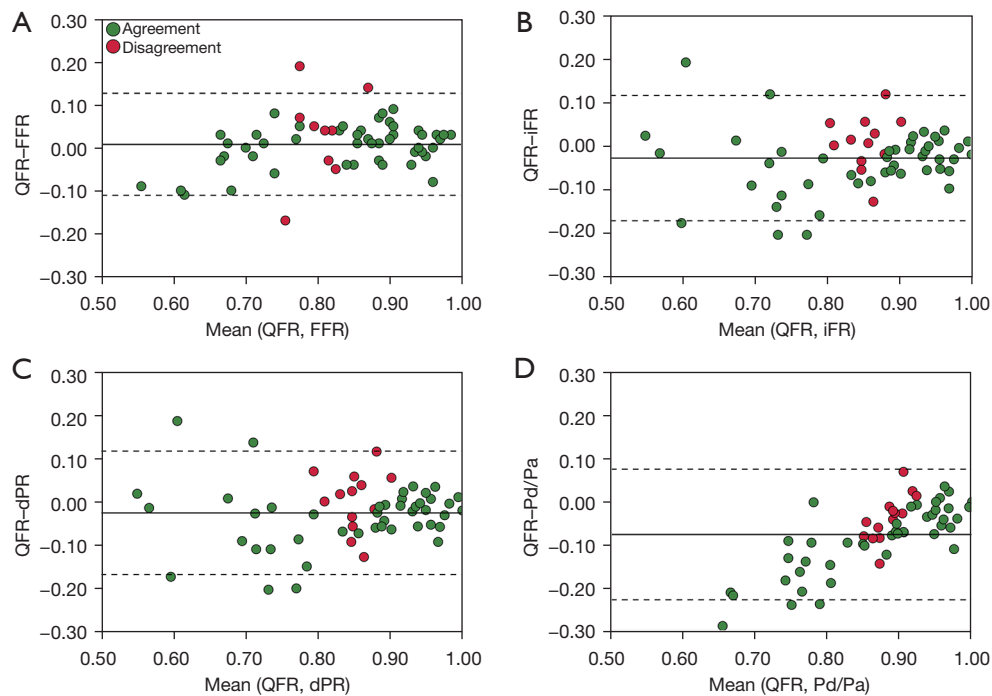 A
Agreement
Disagreement
QFR–FFR
0.30
0.20
0.10
0.00
−0.10
−0.20
−0.30
0.50 0.60 0.70 0.80 0.90 1.00
Mean (QFR, FFR)
B
QFR–iFR
0.30
0.20
0.10
0.00
−0.10
−0.20
−0.30
0.50 0.60 0.70 0.80 0.90 1.00
Mean (QFR, iFR)
C
QFR–dPR
0.30
0.20
0.10
0.00
−0.10
−0.20
−0.30
0.50 0.60 0.70 0.80 0.90 1.00
Mean (QFR, dPR)
D
QFR–Pd/Pa
0.30
0.20
0.10
0.00
−0.10
−0.20
−0.30
0.50 0.60 0.70 0.80 0.90 1.00
Mean (QFR, Pd/Pa)